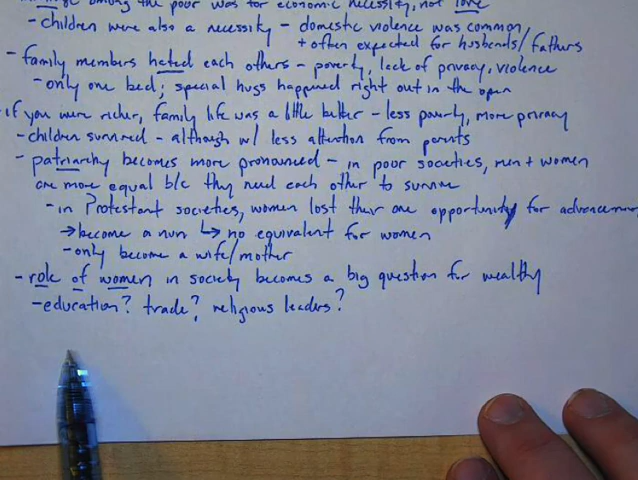 among the poor was for economic necessity, not love
- children were also a necessity - domestic violence was common
+ often expected for husbands/fathers
- family members hated each others - poverty, lack of privacy, violence
- only one bed; special hugs happened right out in the open
- if you were richer, family life was a little better - less poverty, more privacy
- children survived - although w/ less attention from parents
- patriarchy becomes more pronounced - in poor societies, men + women
are more equal b/c they need each other to survive
- in Protestant societies, women lost their one opportunity for advancemen
→ become a nun ↳ no equivalent for women
- only become a wife/mother
- role of women in society becomes a big question for wealthy
- education? trade? religious leaders?